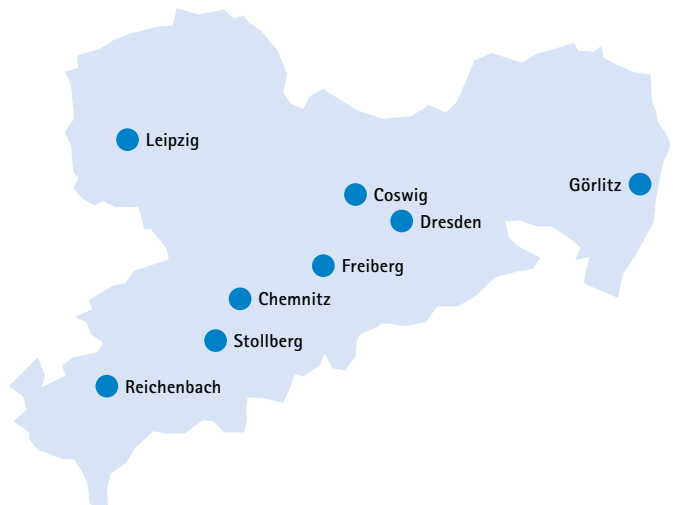 Leipzig
Görlitz
Coswig
Dresden
Freiberg
Chemnitz
Stollberg
Reichenbach